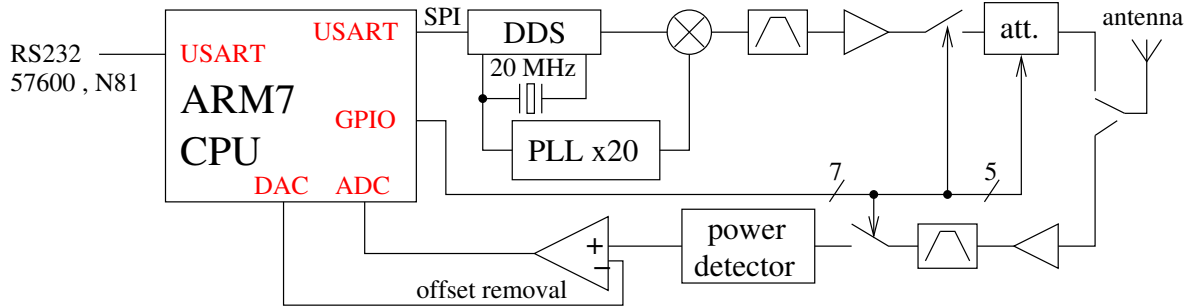 SPI
antenna
USART
DDS
att.
RS232
USART
20 MHz
57600 , N81
ARM7
GPIO
CPU
PLL x20
7
5
DAC
ADC
power
detector
+
−
offset removal